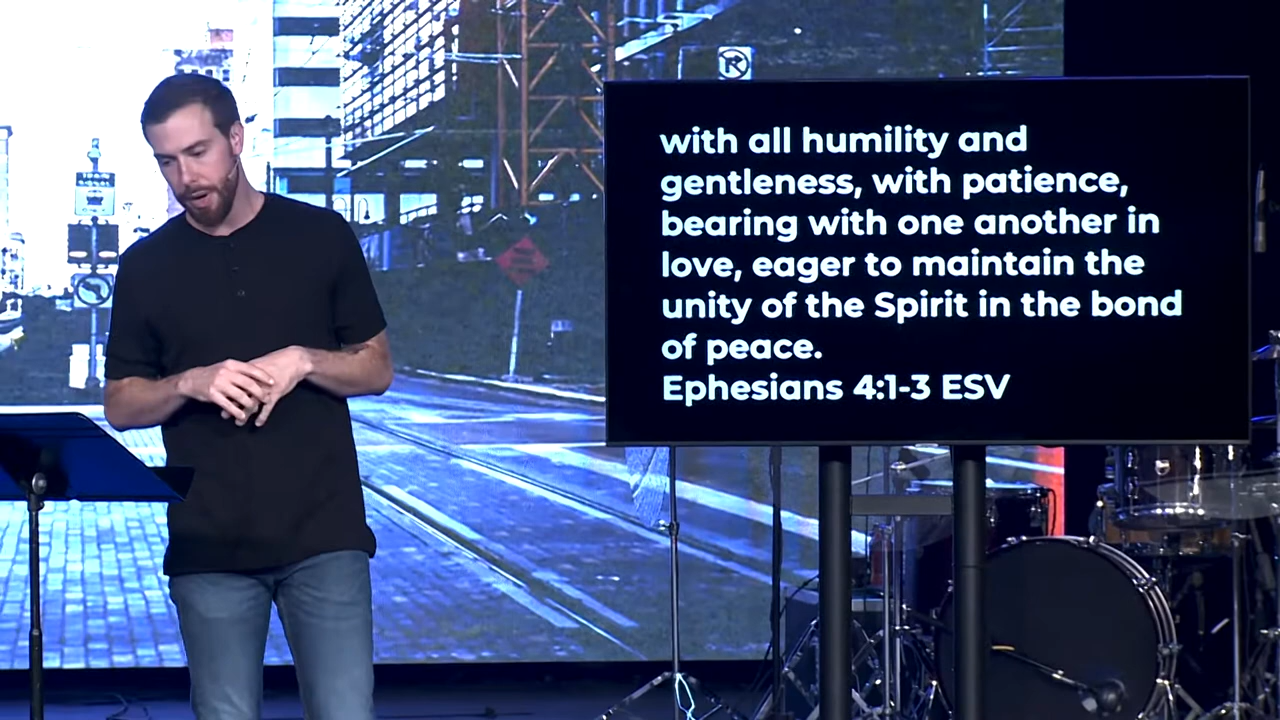 with all humility and
gentleness, with patience,
bearing with one another in
love, eager to maintain the
unity of the Spirit in the bond
of peace.
Ephesians 4:1-3 ESV